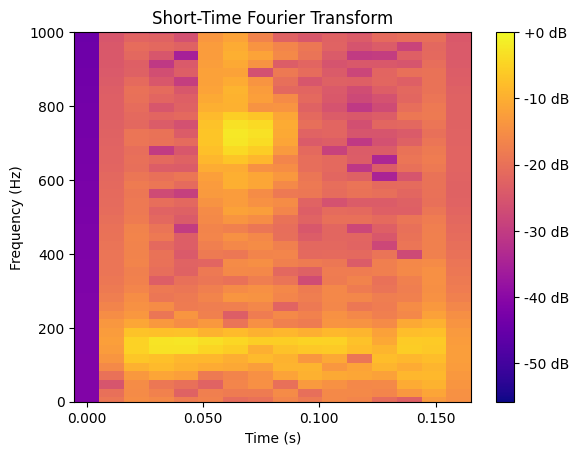 Short-Time Fourier Transform
1000
800
600
400
200
0
Frequency (Hz)
0.000
0.050
0.100
0.150
Time (s)
+0 dB
-10 dB
-20 dB
-30 dB
-40 dB
-50 dB